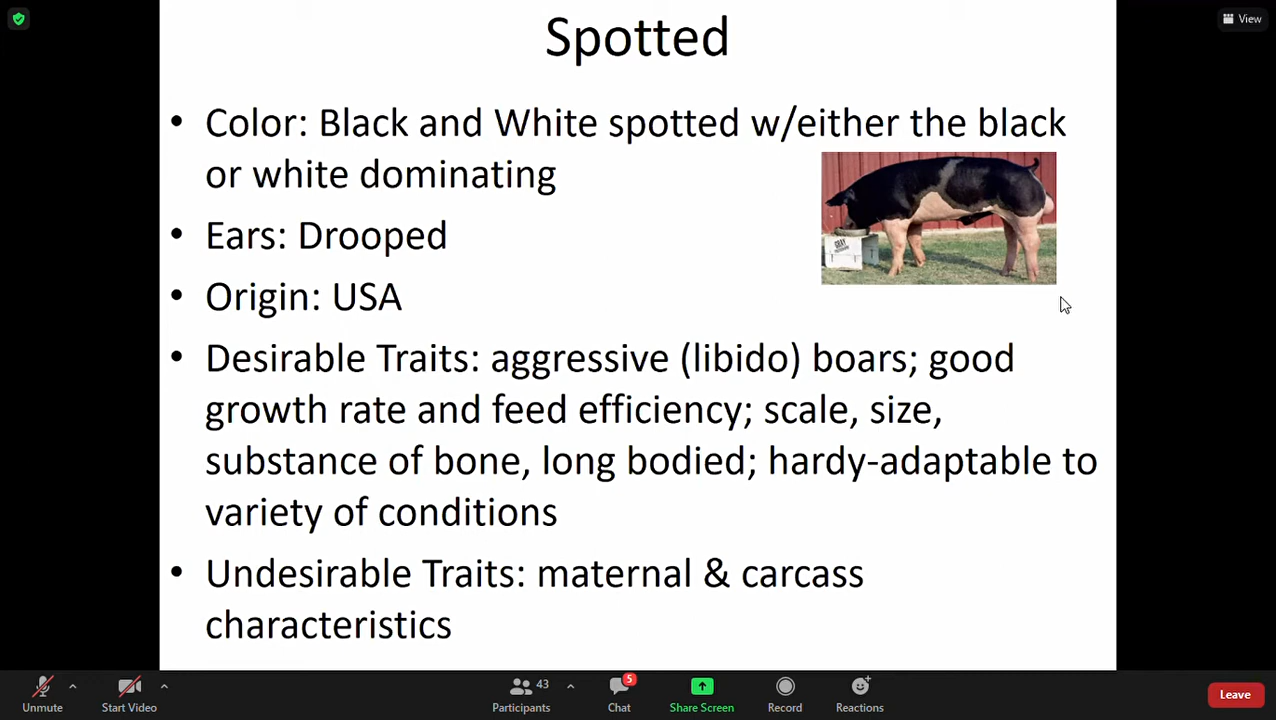 View
Spotted
• Color: Black and White spotted w/either the black
or white dominating
GRAY
• Ears: Drooped
• Origin: USA
• Desirable Traits: aggressive (libido) boars; good
growth rate and feed efficiency; scale, size,
substance of bone, long bodied; hardy-adaptable to
variety of conditions
• Undesirable Traits: maternal & carcass
characteristics
Unmute
Start Video
43
Participants
5
Chat
Share Screen
Record
Reactions
Leave